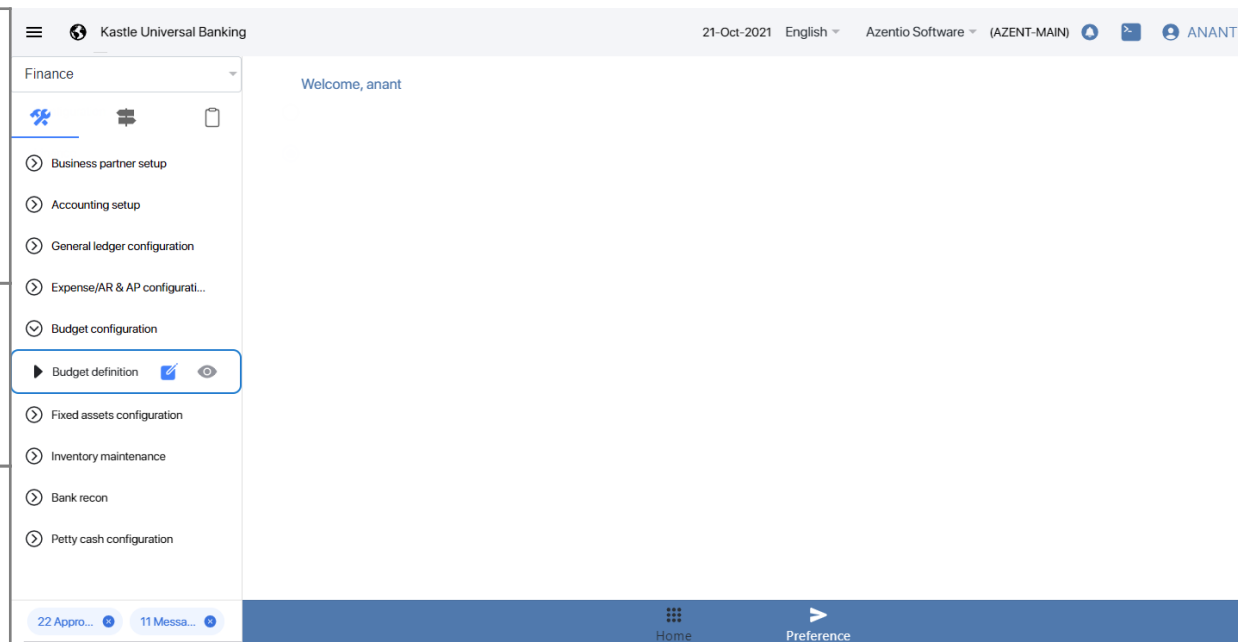 Kastle Universal Banking
21-Oct-2021 English Azentio Software (AZENT-MAIN) ANANT
Finance
Welcome, anant
Business partner setup
Accounting setup
General ledger configuration
Expense/AR & AP configurati...
Budget configuration
Budget definition
Fixed assets configuration
Inventory maintenance
Bank recon
Petty cash configuration
22 Appro... 11 Messa...
Home Preference